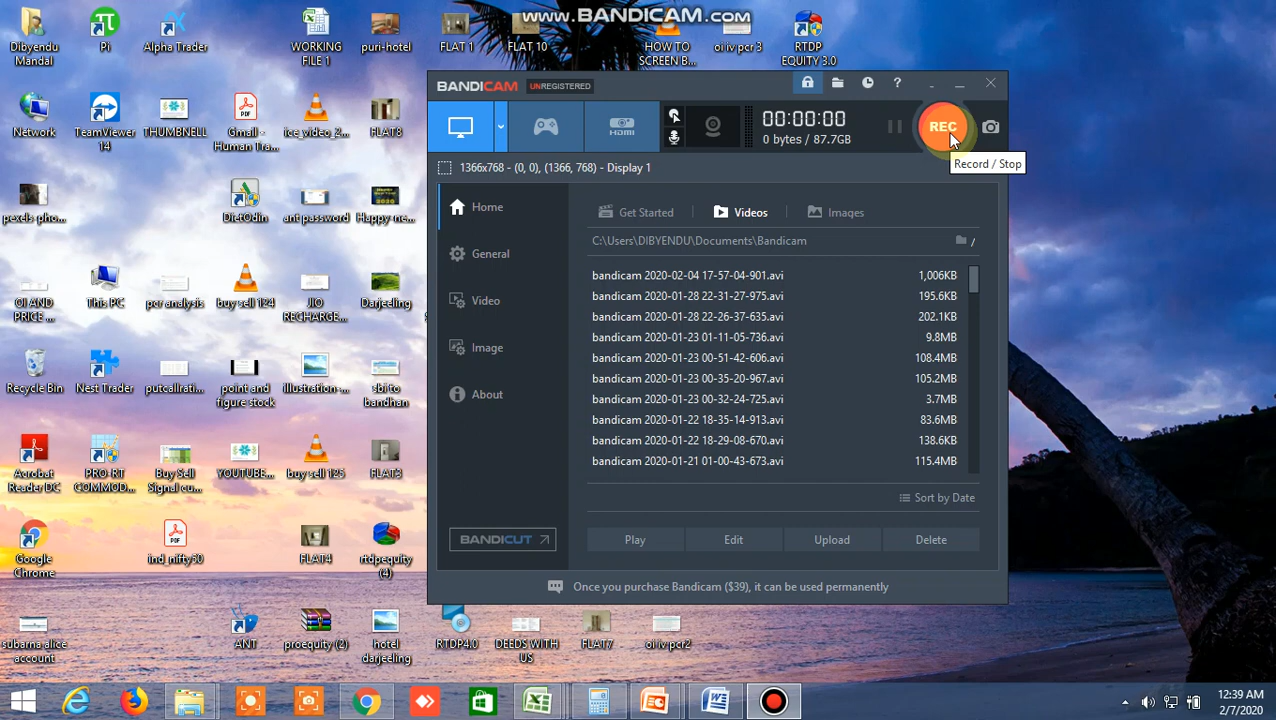 www.BANDICAM.com
Dibyendu
Mandal
Pi
Alpha Trader
WORKING
FILE 1
puri-hotel
FLAT 1
FLAT 10
HOW TO
SCREEN B...
oi iv pcr 3
RTDP
EQUITY 3.0
BANDICAM
UNREGISTERED
?
HDMI
00:00:00
0 bytes / 87.7GB
REC
Record / Stop
1366x768 - (0, 0), (1366, 768) - Display 1
Home
General
Video
Image
About
BANDICUT
Get Started
Videos
Images
C:\Users\DIBYENDU\Documents\Bandicam
/
bandicam 2020-02-04 17-57-04-901.avi 1,006KB
bandicam 2020-01-28 22-31-27-975.avi 195.6KB
bandicam 2020-01-28 22-26-37-635.avi 202.1KB
bandicam 2020-01-23 01-11-05-736.avi 9.8MB
bandicam 2020-01-23 00-51-42-606.avi 108.4MB
bandicam 2020-01-23 00-35-20-967.avi 105.2MB
bandicam 2020-01-23 00-32-24-725.avi 3.7MB
bandicam 2020-01-22 18-35-14-913.avi 83.6MB
bandicam 2020-01-22 18-29-08-670.avi 138.6KB
bandicam 2020-01-21 01-00-43-673.avi 115.4MB
Sort by Date
Play
Edit
Upload
Delete
Once you purchase Bandicam ($39), it can be used permanently
Network
TeamViewer
14
THUMBNELL
Gmail -
Human Tra...
ice_video_2...
FLAT8
pexels-pho...
DietOdin
ant password
Happy-ne...
OI AND
PRICE ...
This PC
pcr analysis
buy sell 124
JIO
RECHARGE...
Darjeeling
Recycle Bin
Nest Trader
putcallrati...
point and
figure stock
illustration-...
sbi to
bandhan
Acrobat
Reader DC
PRO-RT
COMMOD...
Buy Sell
Signal cu...
YOUTUBE...
buy sell 125
FLAT3
Google
Chrome
ind_nifty50
FLAT4
rtdpequity
(4)
subarna alice
account
ANT
proequity (2)
hotel
darjeeling
RTDP4.0
DEEDS WITH
US
FLAT7
oi iv pcr2
12:39 AM
2/7/2020